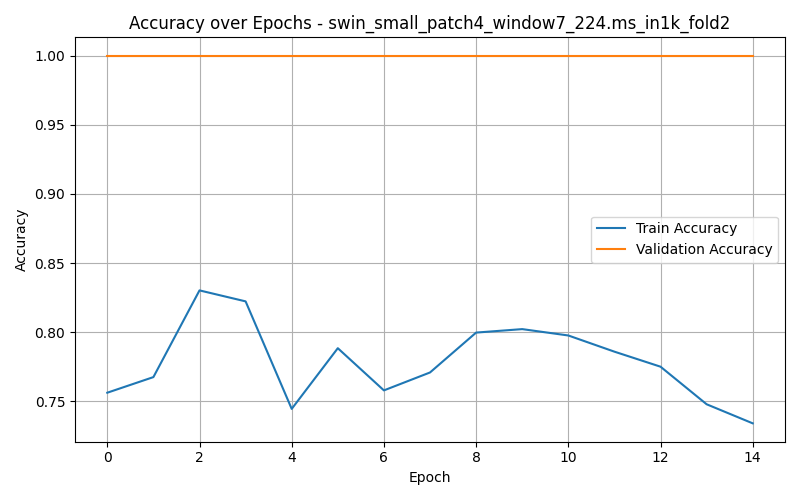 Accuracy over Epochs - swin_small_patch4_window7_224.ms_in1k_fold2
1.00
0.95
0.90
0.85
0.80
0.75
Accuracy
Train Accuracy
Validation Accuracy
0 2 4 6 8 10 12 14
Epoch